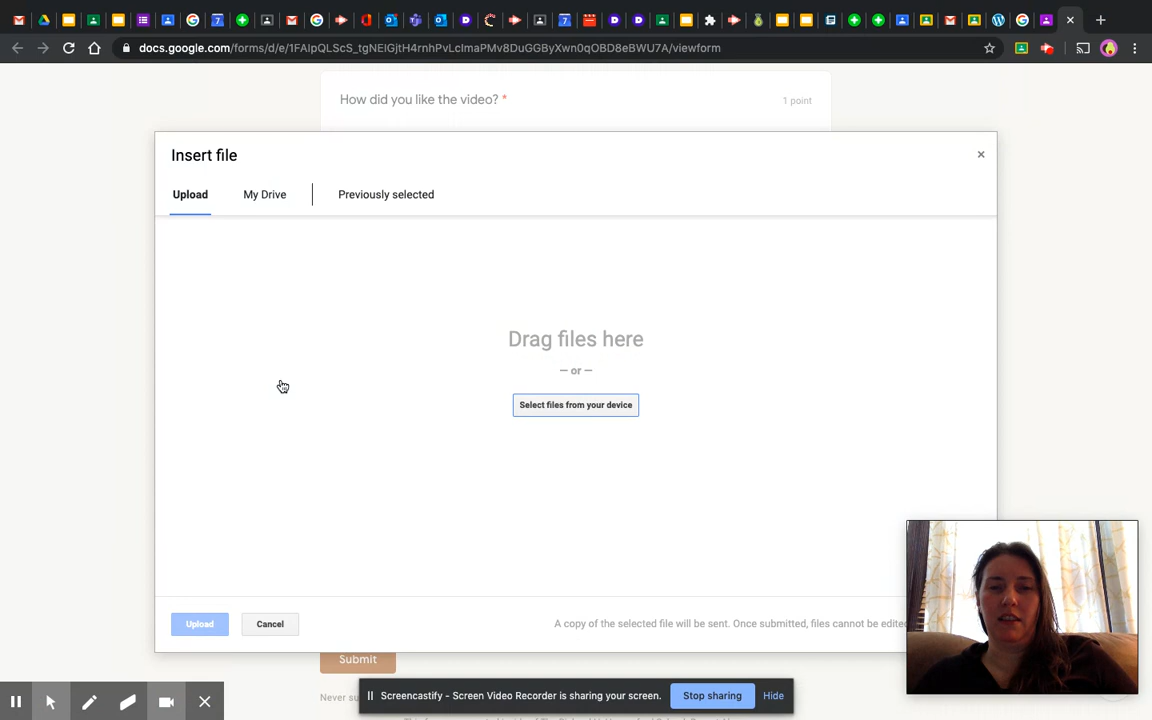 docs.google.com/forms/d/e/1FAIpQLScS_tgNEIGjtH4rnhPvLcImaPMv8DuGGByXwn0qOBD8eBWU7A/viewform
How did you like the video? *
1 point
Insert file
×
Upload
My Drive
Previously selected
Drag files here
— or —
Select files from your device
Upload
Cancel
A copy of the selected file will be sent. Once submitted, files cannot be edited
Submit
Never su
Screencastify - Screen Video Recorder is sharing your screen.
Stop sharing
Hide